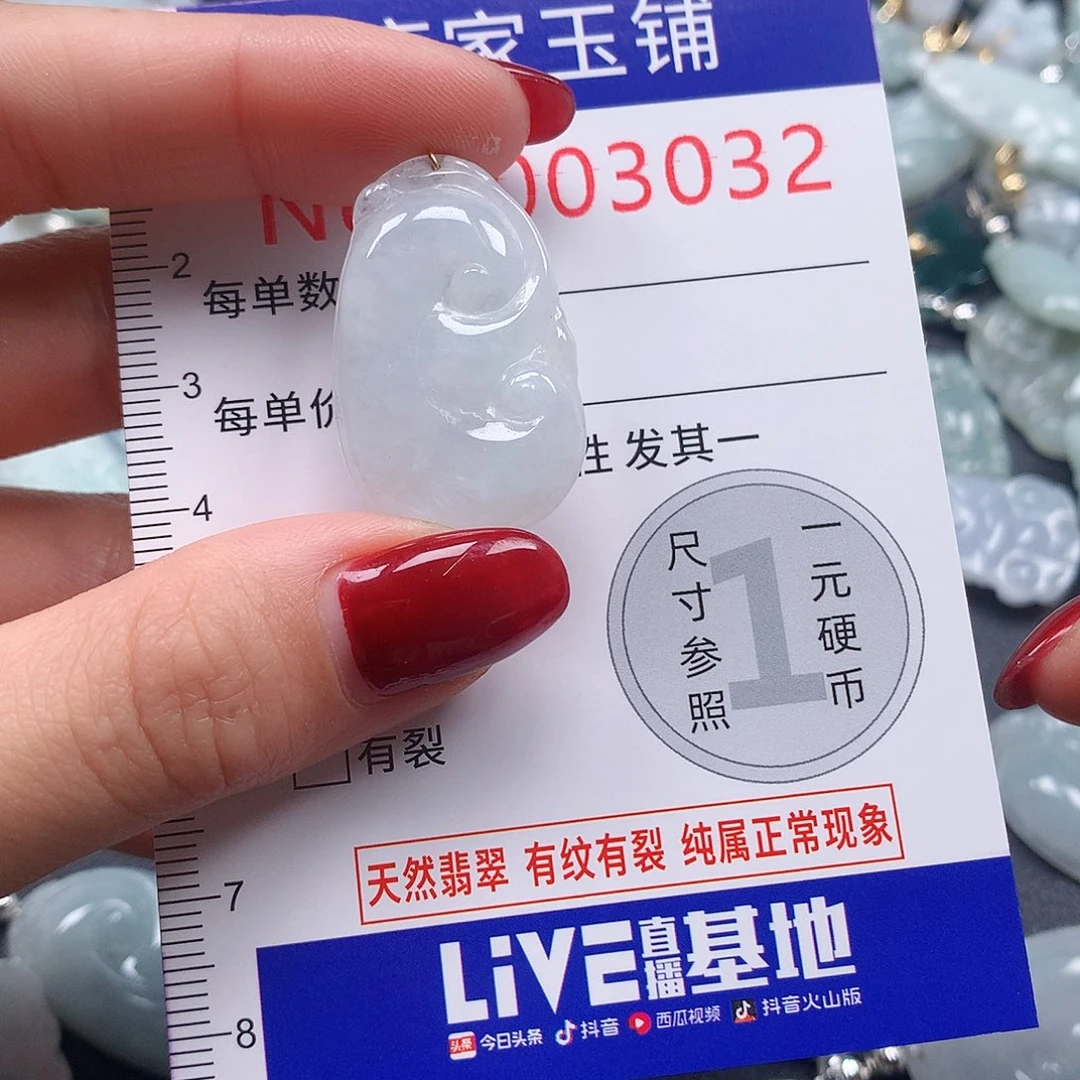 家玉铺
003032
2
每单数
3
每单价
性 发其一
4
尺寸参照
1
一元硬币
有裂
天然翡翠 有纹有裂 纯属正常现象
7
LiVE直播基地
8
头条 今日头条 抖音 西瓜视频 抖音火山版